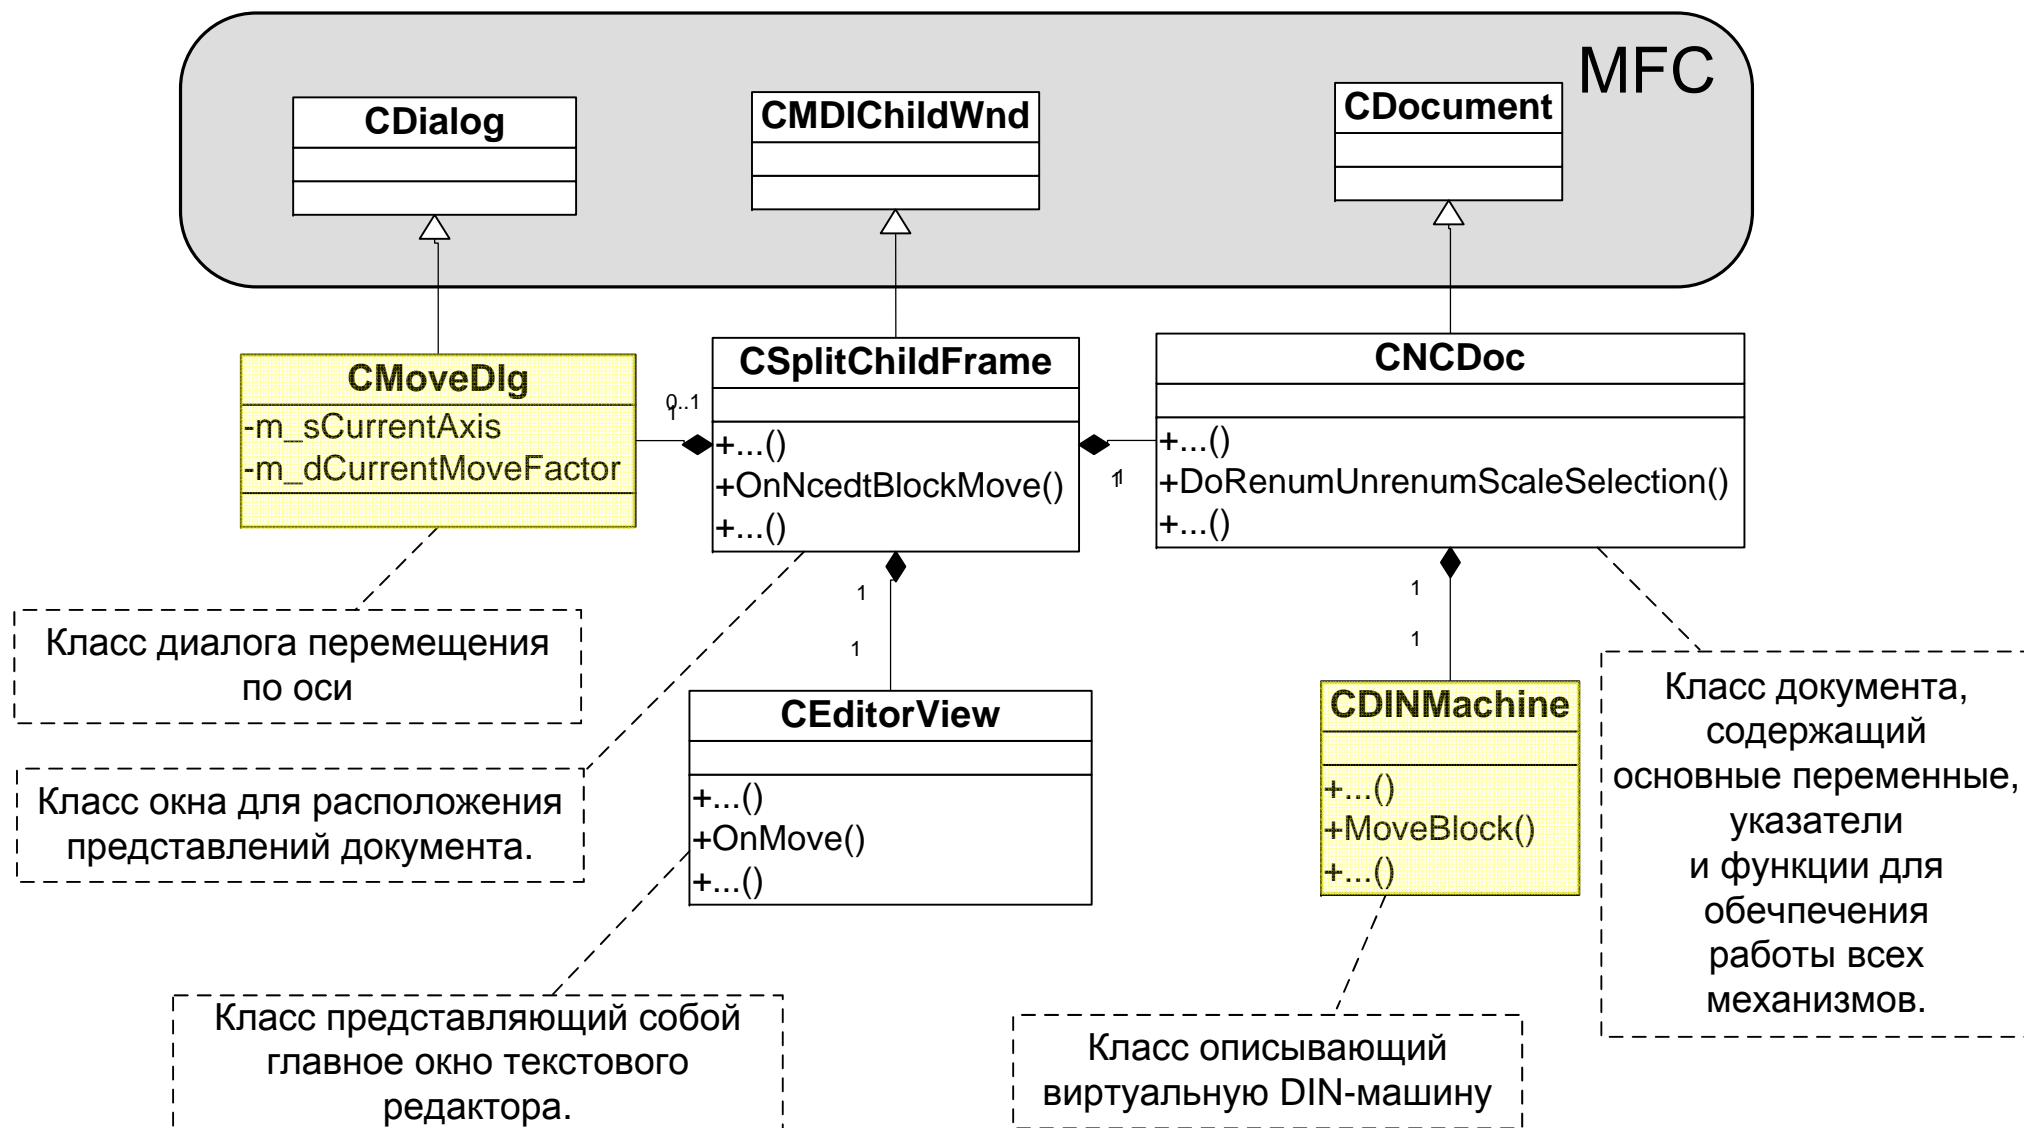 MFC
CDialog
CMDIChildWnd
CDocument
CMoveDlg
-m_sCurrentAxis
-m_dCurrentMoveFactor
0..1
1
CSplitChildFrame
+...()
+OnNcedtBlockMove()
+...()
1
1
CNCDoc
+...()
+DoRenumUnrenumScaleSelection()
+...()
1
1
1
1
Класс диалога перемещения
по оси
Класс окна для расположения
представлений документа.
CEditorView
+...()
+OnMove()
+...()
CDINMachine
+...()
+MoveBlock()
+...()
Класс документа,
содержащий
основные переменные,
указатели
и функции для
обечпечения
работы всех
механизмов.
Класс представляющий собой
главное окно текстового
редактора.
Класс описывающий
виртуальную DIN-машину